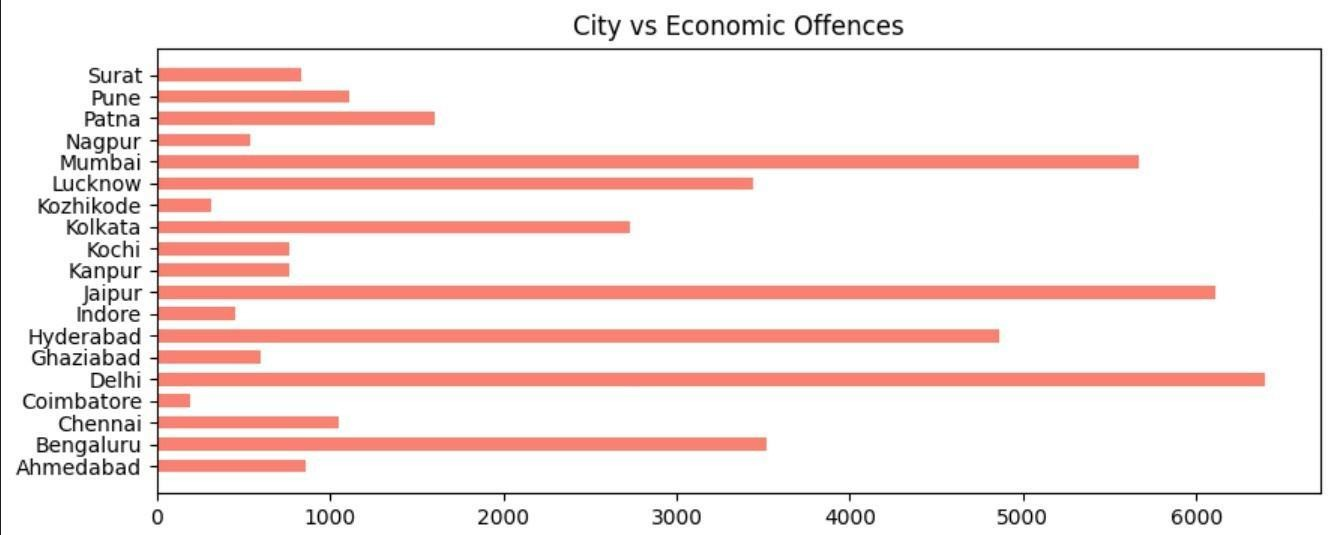 City vs Economic Offences
Surat
Pune
Patna
Nagpur
Mumbai
Lucknow
Kozhikode
Kolkata
Kochi
Kanpur
Jaipur
Indore
Hyderabad
Ghaziabad
Delhi
Coimbatore
Chennai
Bengaluru
Ahmedabad
0 1000 2000 3000 4000 5000 6000